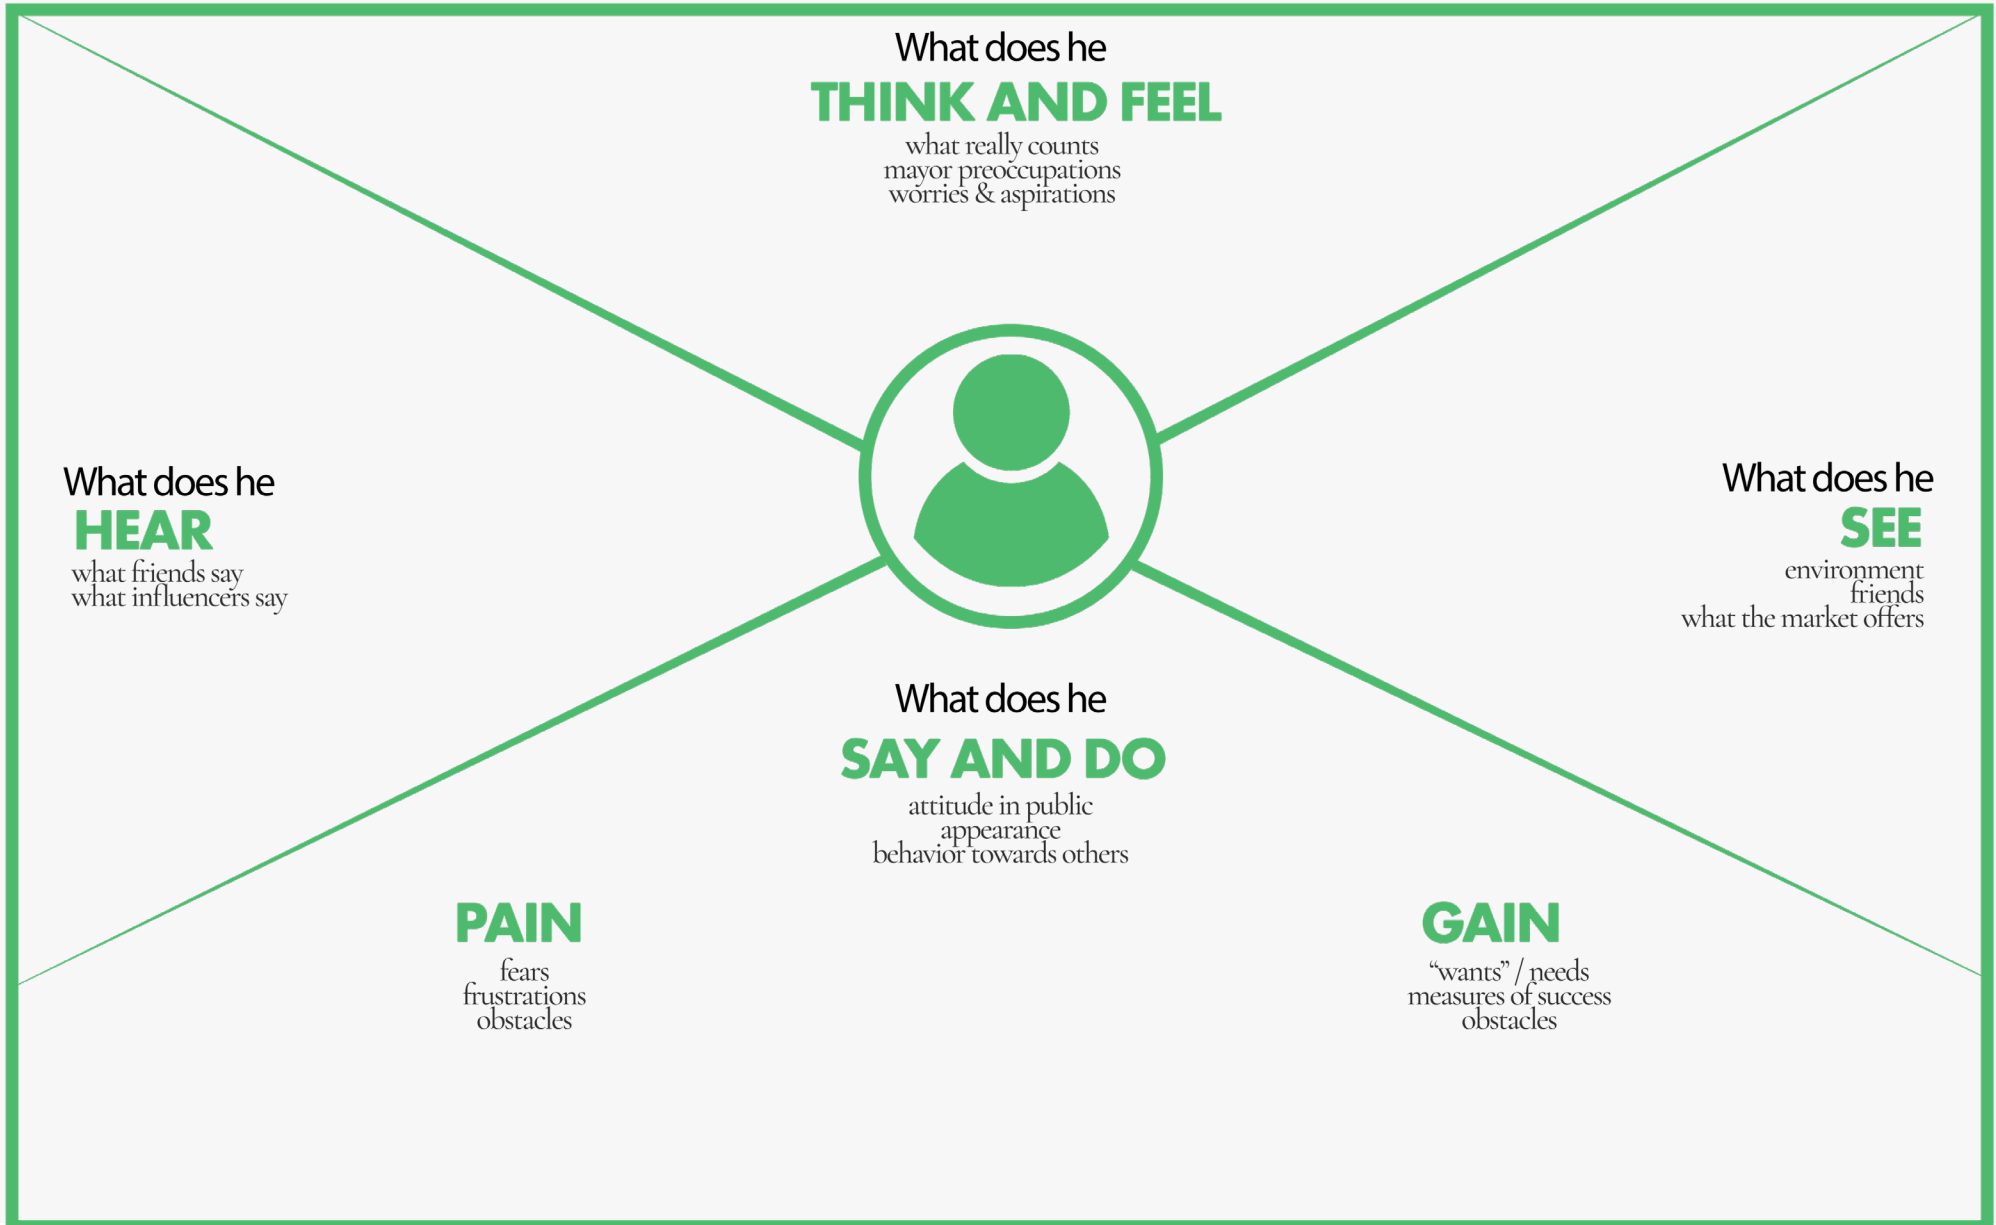 What does he
THINK AND FEEL
what really counts
mayor preoccupations
worries & aspirations
What does he
HEAR
what friends say
what influencers say
What does he
SEE
environment
friends
what the market offers
What does he
SAY AND DO
attitude in public
appearance
behavior towards others
PAIN
fears
frustrations
obstacles
GAIN
“wants” / needs
measures of success
obstacles